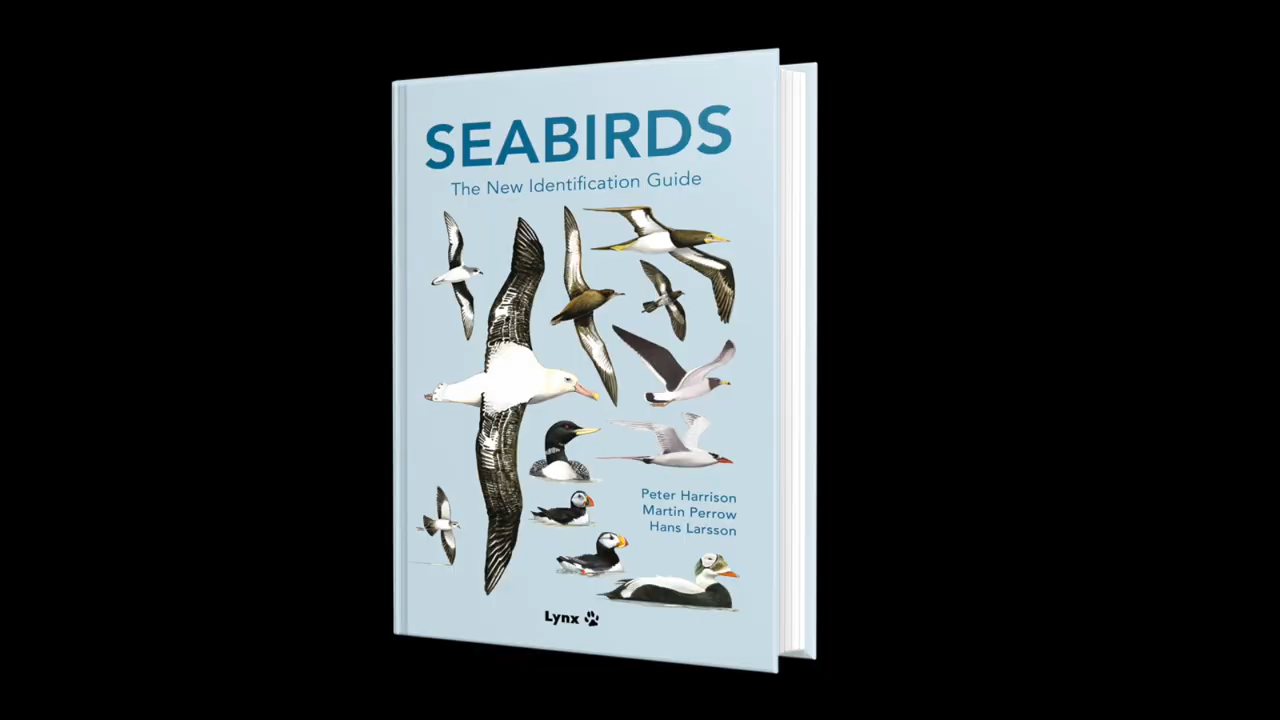 SEABIRDS
The New Identification Guide
Peter Harrison
Martin Perrow
Hans Larsson
Lynx